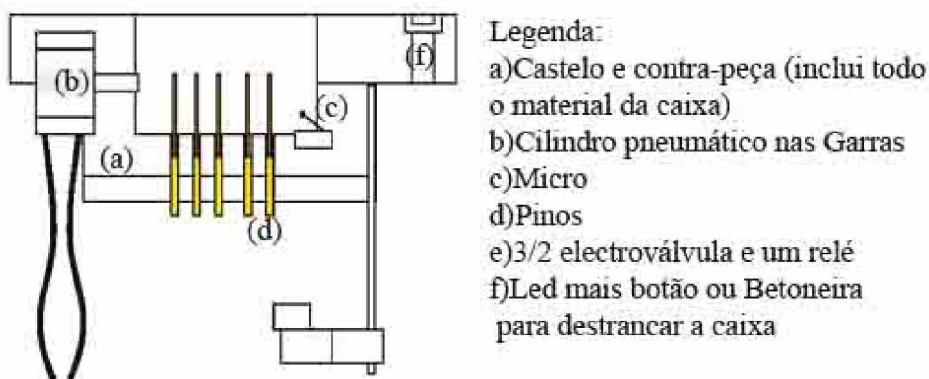 (b)
(f)
(c)
(a)
(d)
Legenda:
a)Castelo e contra-peça (inclui todo
o material da caixa)
b)Cilindro pneumático nas Garras
c)Micro
d)Pinos
e)3/2 electroválvula e um relé
f)Led mais botão ou Betoneira
para destrancar a caixa